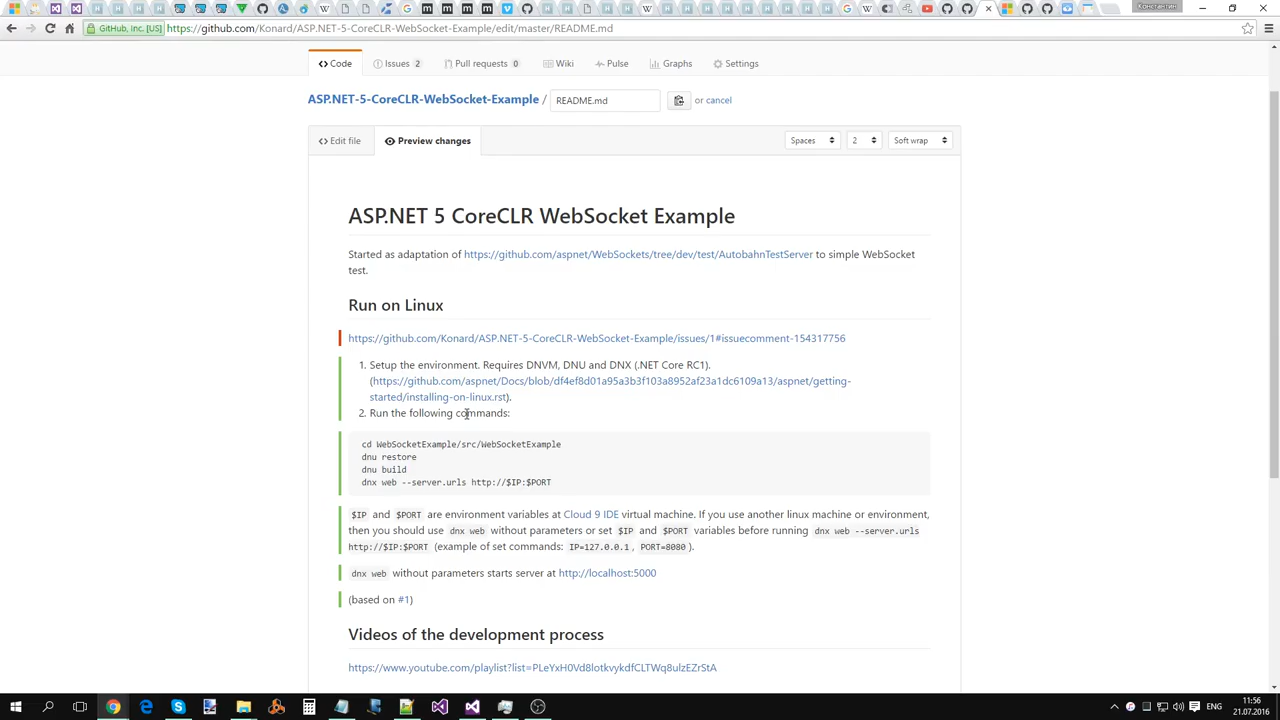 Константин
GitHub, Inc. [US]
https://github.com/Konard/ASP.NET-5-CoreCLR-WebSocket-Example/edit/master/README.md
Code
Issues 2
Pull requests 0
Wiki
Pulse
Graphs
Settings
ASP.NET-5-CoreCLR-WebSocket-Example / README.md or cancel
Edit file
Preview changes
Spaces
2
Soft wrap
ASP.NET 5 CoreCLR WebSocket Example
Started as adaptation of https://github.com/aspnet/WebSockets/tree/dev/test/AutobahnTestServer to simple WebSocket
test.
Run on Linux
https://github.com/Konard/ASP.NET-5-CoreCLR-WebSocket-Example/issues/1#issuecomment-154317756
1. Setup the environment. Requires DNVM, DNU and DNX (.NET Core RC1).
(https://github.com/aspnet/Docs/blob/df4ef8d01a95a3b3f103a8952af23a1dc6109a13/aspnet/getting-
started/installing-on-linux.rst).
2. Run the following commands:
cd WebSocketExample/src/WebSocketExample
dnu restore
dnu build
dnx web --server.urls http://$IP:$PORT
$IP and $PORT are environment variables at Cloud 9 IDE virtual machine. If you use another linux machine or environment,
then you should use dnx web without parameters or set $IP and $PORT variables before running dnx web --server.urls
http://$IP:$PORT (example of set commands: IP=127.0.0.1 , PORT=8080 ).
dnx web without parameters starts server at http://localhost:5000
(based on #1)
Videos of the development process
https://www.youtube.com/playlist?list=PLeYxH0Vd8lotkvykdfCLTWq8ulzEZrStA
ENG
11:56
21.07.2016